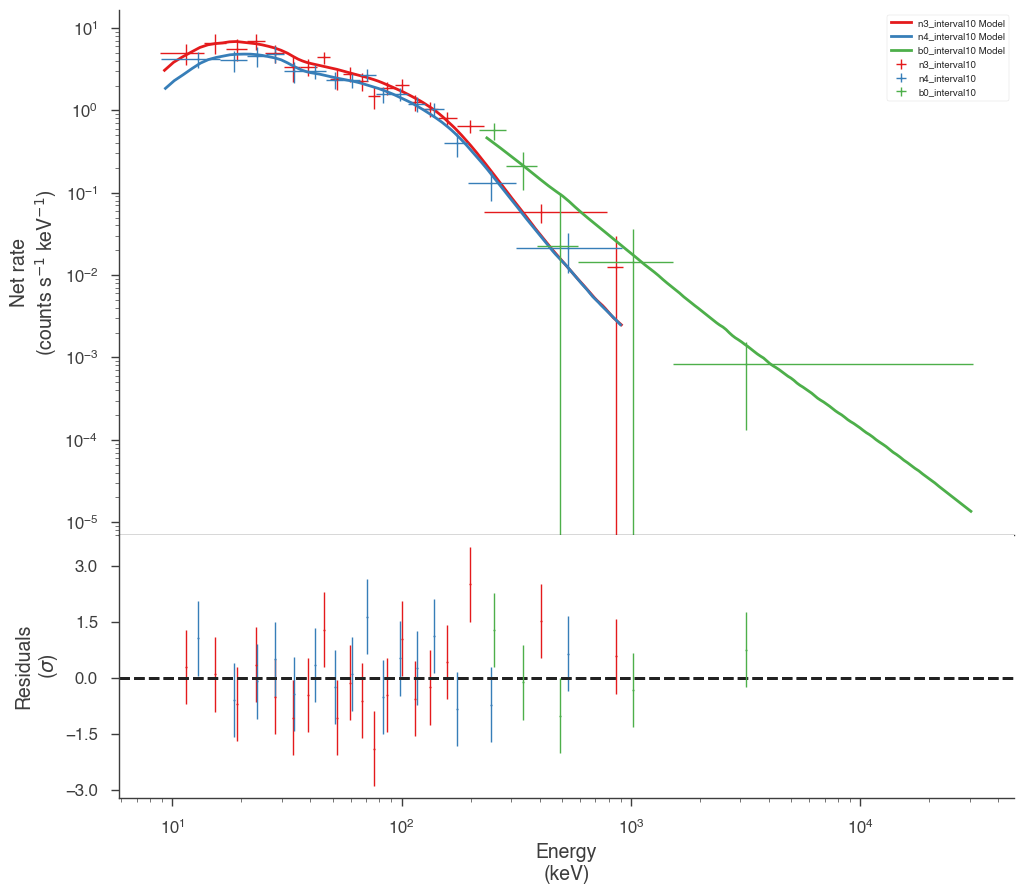 n3_interval10 Model
n4_interval10 Model
b0_interval10 Model
n3_interval10
n4_interval10
b0_interval10
10¹
10⁰
10⁻¹
10⁻²
10⁻³
10⁻⁴
10⁻⁵
Net rate
(counts s⁻¹ keV⁻¹)
3.0
1.5
0.0
−1.5
−3.0
Residuals
(σ)
10¹ 10² 10³ 10⁴
Energy
(keV)